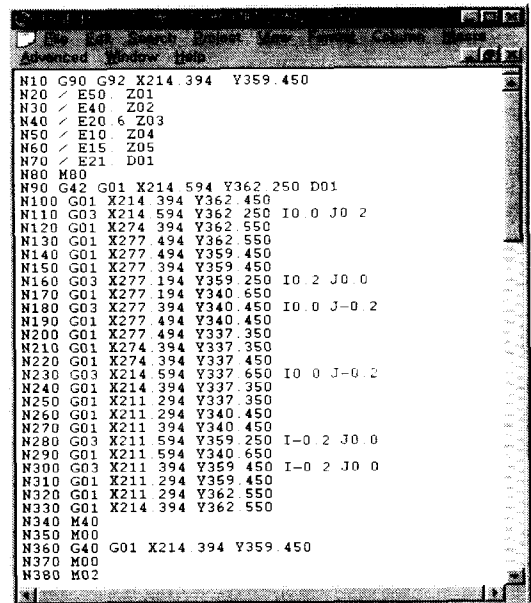 File Edit Search Project View Format Column Macro
Advanced Window Help
N10 G90 G92 X214.394 Y359.450
N20 / E50. Z01
N30 / E40. Z02
N40 / E20.6 Z03
N50 / E10. Z04
N60 / E15. Z05
N70 / E21. D01
N80 M80
N90 G42 G01 X214.594 Y362.250 D01
N100 G01 X214.394 Y362.450
N110 G03 X214.594 Y362.250 I0.0 J0.2
N120 G01 X274.394 Y362.550
N130 G01 X277.494 Y362.550
N140 G01 X277.494 Y359.450
N150 G01 X277.394 Y359.450
N160 G03 X277.194 Y359.250 I0.2 J0.0
N170 G01 X277.194 Y340.650
N180 G03 X277.394 Y340.450 I0.0 J-0.2
N190 G01 X277.494 Y340.450
N200 G01 X277.494 Y337.350
N210 G01 X274.394 Y337.350
N220 G01 X274.394 Y337.450
N230 G03 X214.594 Y337.650 I0.0 J-0.2
N240 G01 X214.394 Y337.350
N250 G01 X211.294 Y337.350
N260 G01 X211.294 Y340.450
N270 G01 X211.394 Y340.450
N280 G03 X211.594 Y359.250 I-0.2 J0.0
N290 G01 X211.594 Y340.650
N300 G03 X211.394 Y359.450 I-0.2 J0.0
N310 G01 X211.294 Y359.450
N320 G01 X211.294 Y362.550
N330 G01 X214.394 Y362.550
N340 M40
N350 M00
N360 G40 G01 X214.394 Y359.450
N370 M00
N380 M02